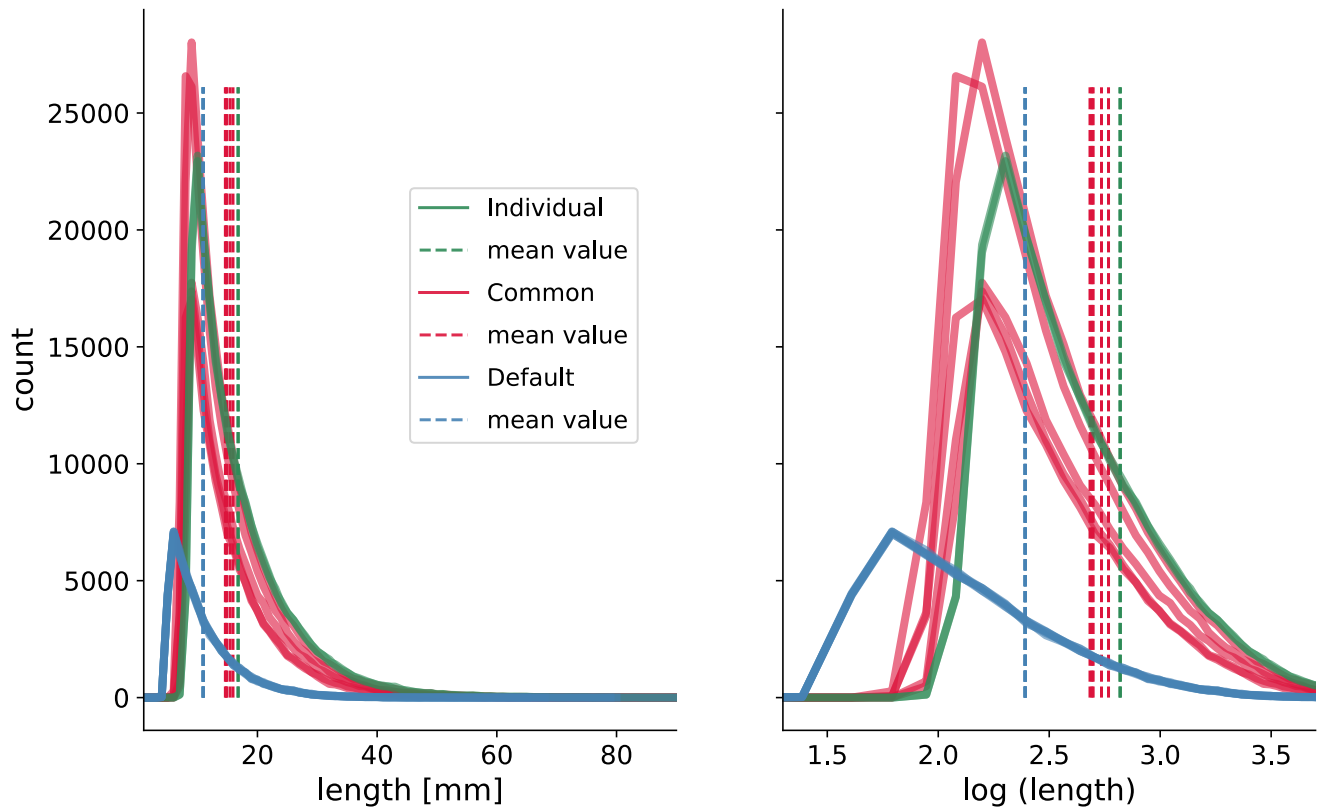 count
25000
20000
15000
10000
5000
0
20
40
60
80
length [mm]
Individual
mean value
Common
mean value
Default
mean value
1.5
2.0
2.5
3.0
3.5
log (length)